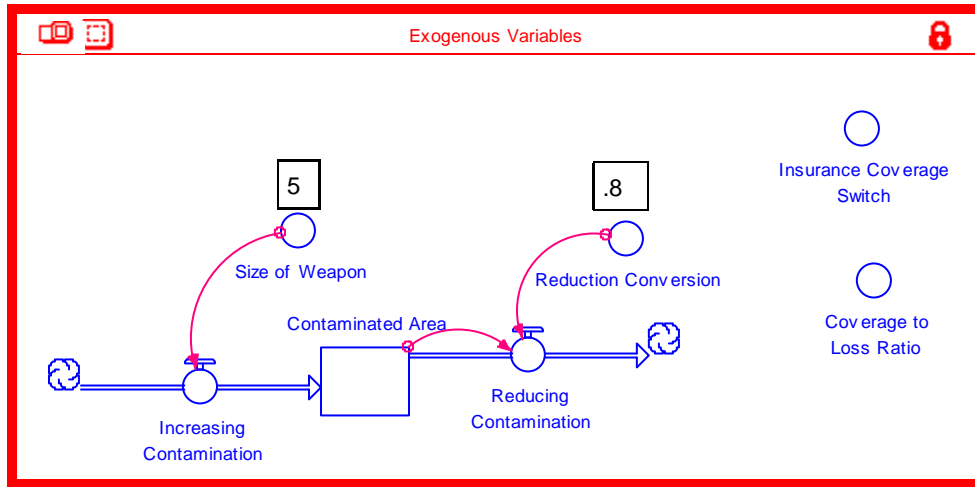 Exogenous Variables
5
.8
Insurance Coverage
Switch
Size of Weapon
Reduction Conversion
Contaminated Area
Coverage to
Loss Ratio
Reducing
Contamination
Increasing
Contamination